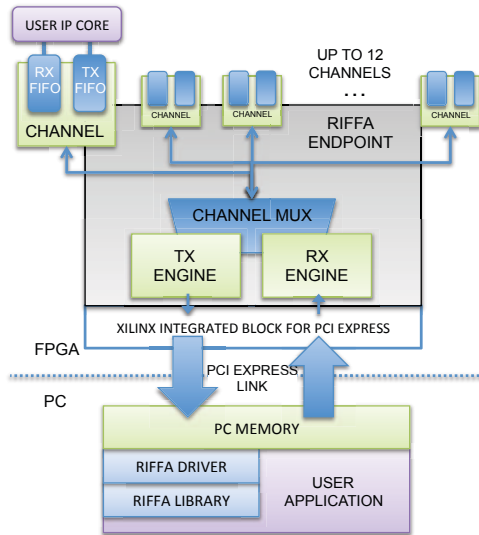 USER IP CORE
RX
FIFO
TX
FIFO
CHANNEL
CHANNEL
CHANNEL
UP TO 12
CHANNELS
...
CHANNEL
RIFFA
ENDPOINT
CHANNEL MUX
TX
ENGINE
RX
ENGINE
XILINX INTEGRATED BLOCK FOR PCI EXPRESS
FPGA
PCI EXPRESS
LINK
PC
PC MEMORY
RIFFA DRIVER
RIFFA LIBRARY
USER
APPLICATION